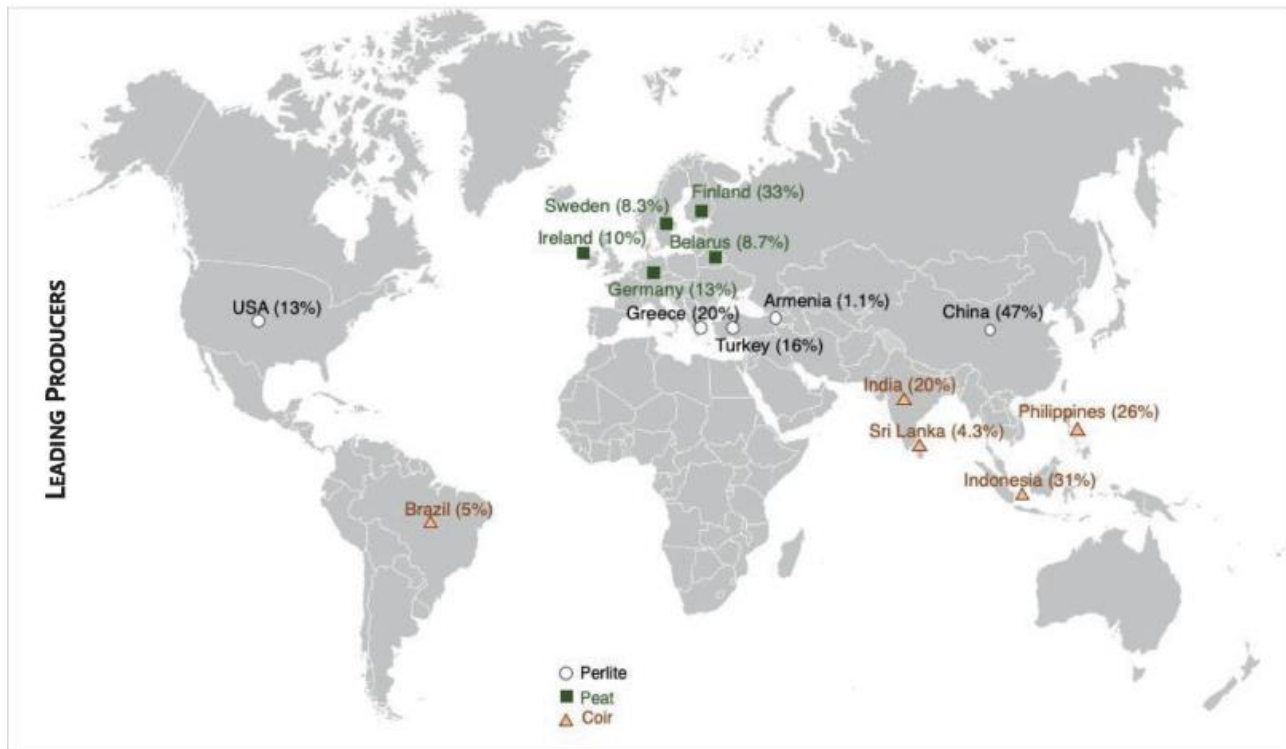 LEADING PRODUCERS
Finland (33%)
Sweden (8.3%)
Ireland (10%)
Belarus (8.7%)
Germany (13%)
USA (13%)
Greece (20%)
Armenia (1.1%)
China (47%)
Turkey (16%)
India (20%)
Philippines (26%)
Sri Lanka (4.3%)
Indonesia (31%)
Brazil (5%)
Perlite
Peat
Coir